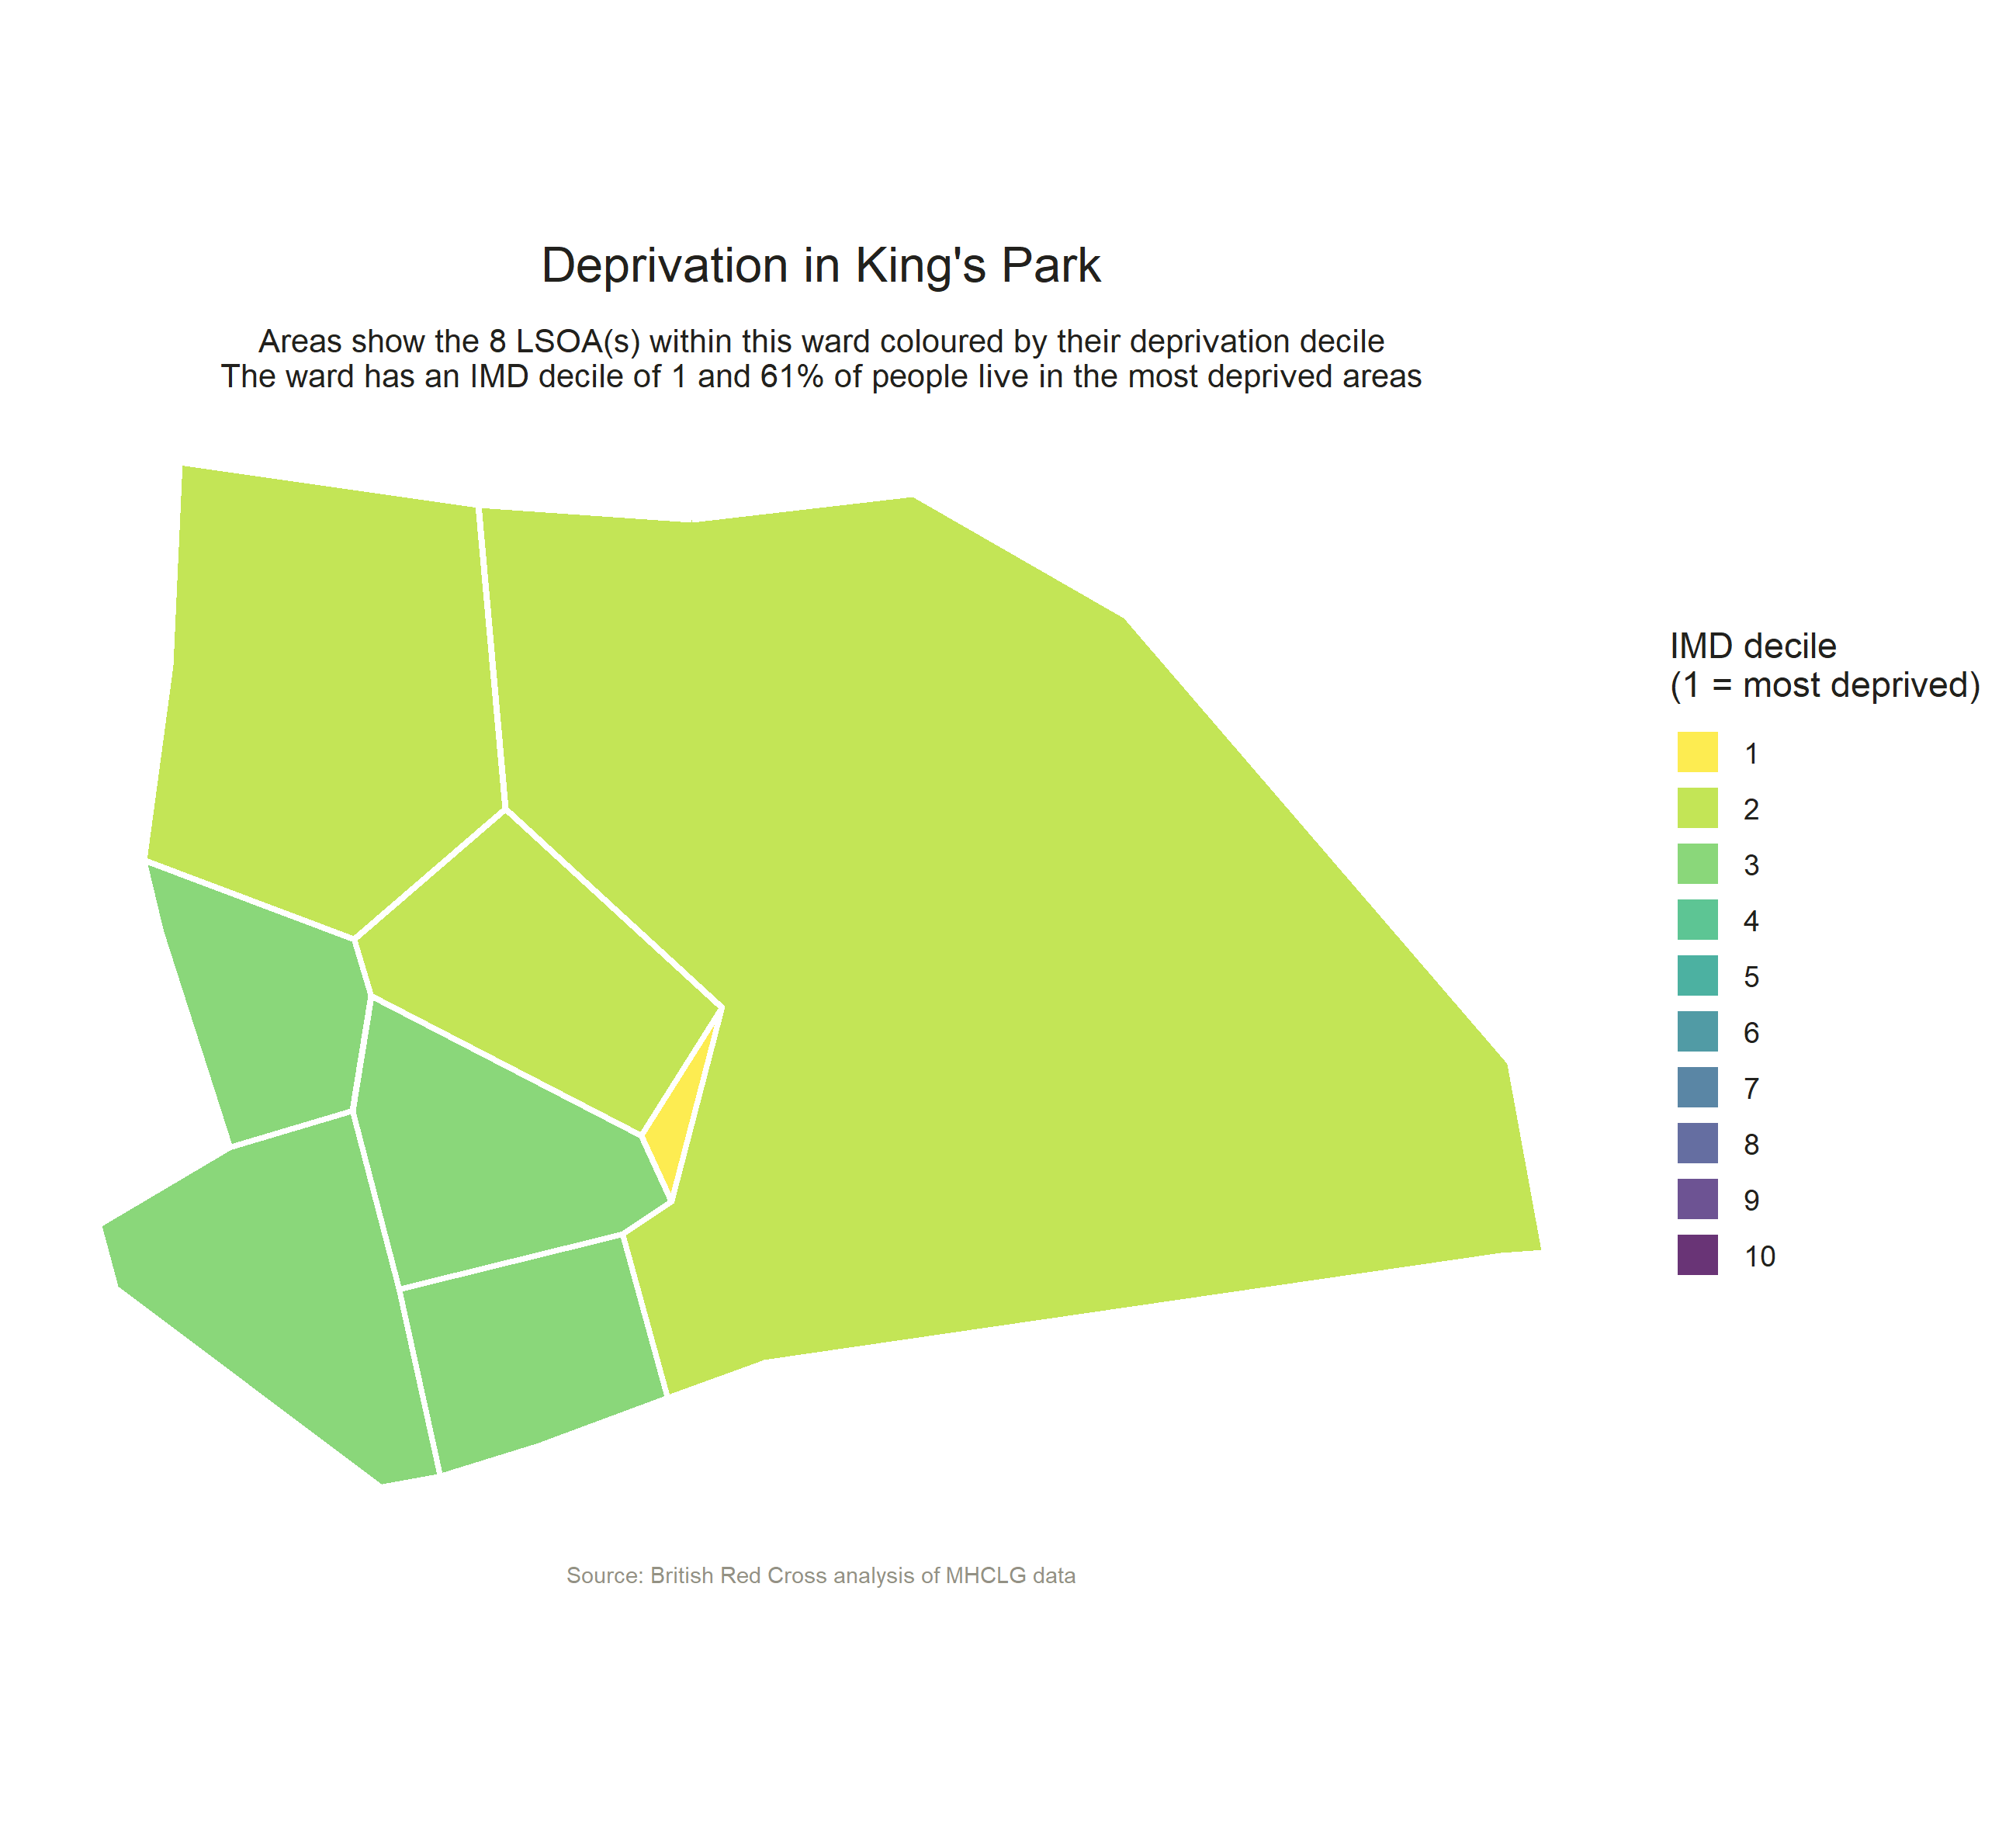 Deprivation in King's Park
Areas show the 8 LSOA(s) within this ward coloured by their deprivation decile
The ward has an IMD decile of 1 and 61% of people live in the most deprived areas
IMD decile
(1 = most deprived)
1
2
3
4
5
6
7
8
9
10
Source: British Red Cross analysis of MHCLG data